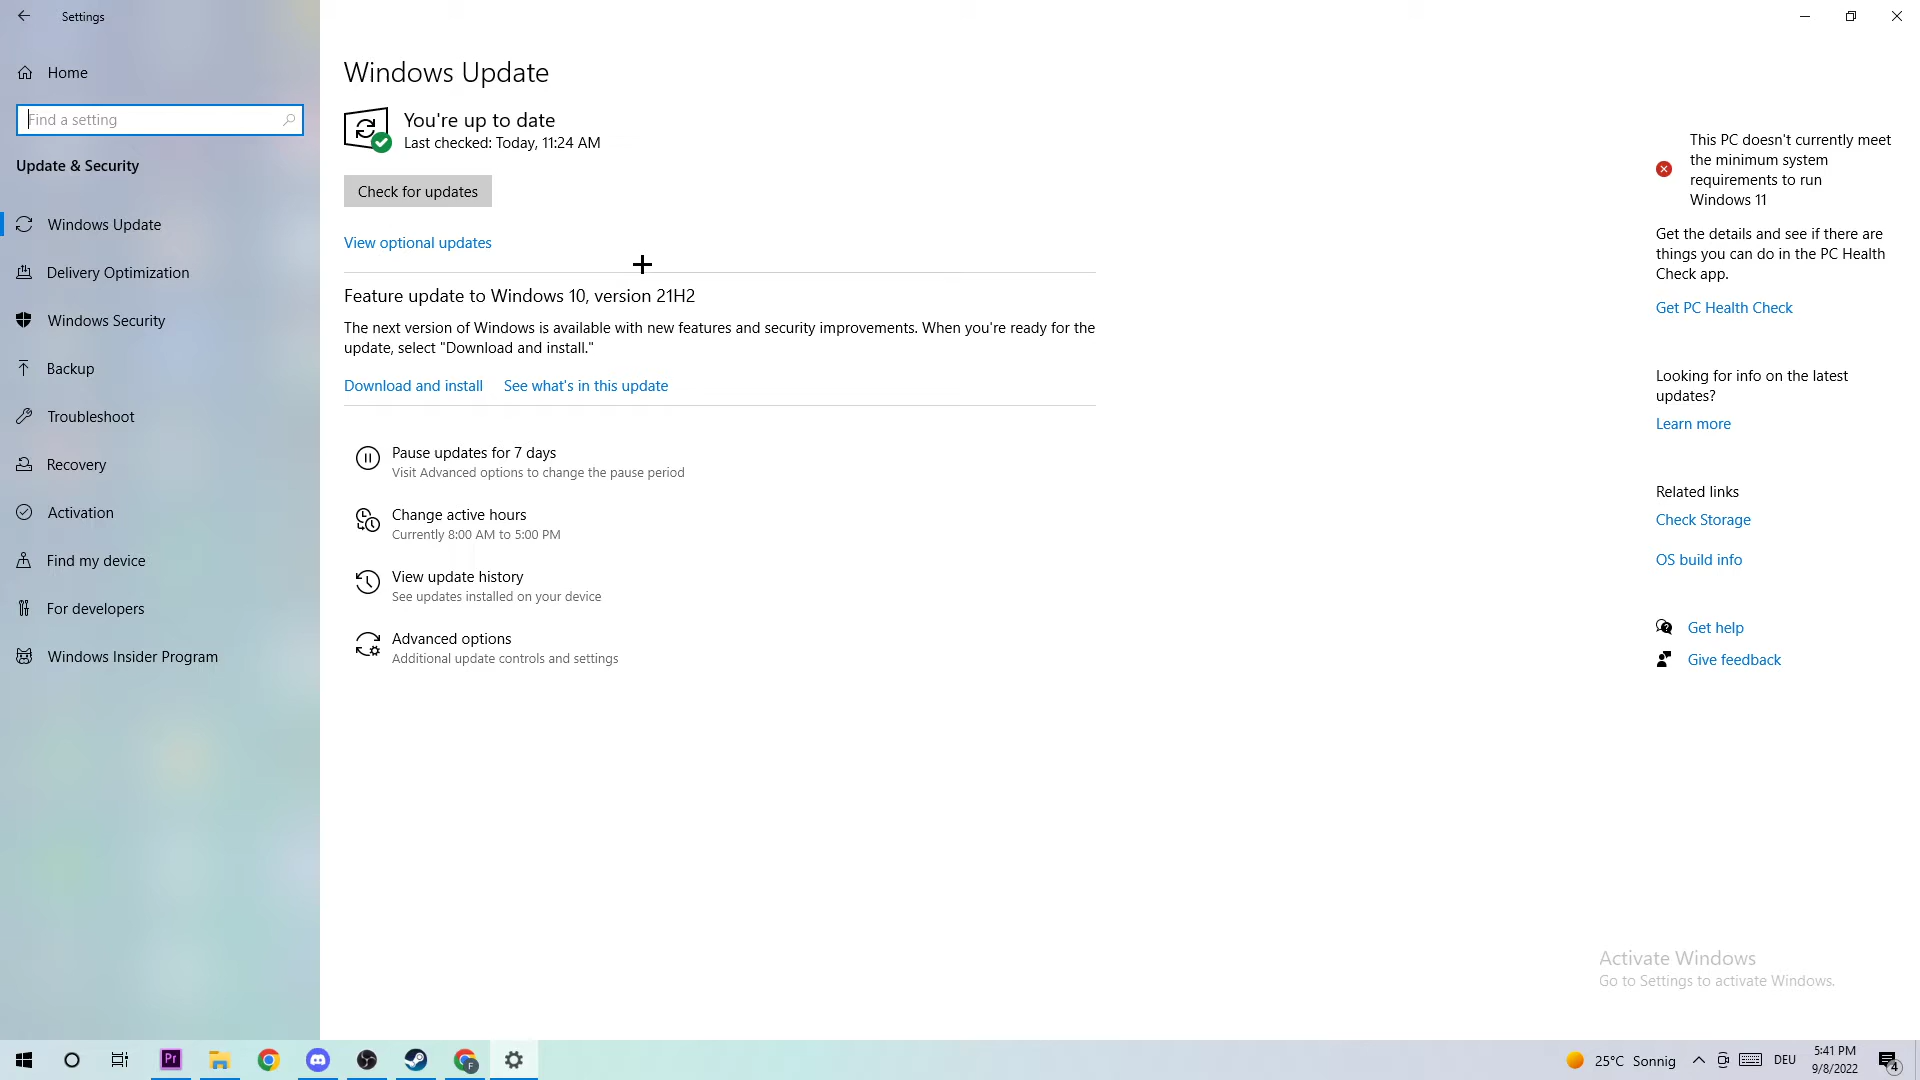 Settings
Home
Find a setting
Update & Security
Windows Update
Delivery Optimization
Windows Security
Backup
Troubleshoot
Recovery
Activation
Find my device
For developers
Windows Insider Program
Windows Update
You're up to date
Last checked: Today, 11:24 AM
Check for updates
View optional updates
Feature update to Windows 10, version 21H2
The next version of Windows is available with new features and security improvements. When you're ready for the
update, select "Download and install."
Download and install See what's in this update
Pause updates for 7 days
Visit Advanced options to change the pause period
Change active hours
Currently 8:00 AM to 5:00 PM
View update history
See updates installed on your device
Advanced options
Additional update controls and settings
This PC doesn't currently meet
the minimum system
requirements to run
Windows 11
Get the details and see if there are
things you can do in the PC Health
Check app.
Get PC Health Check
Looking for info on the latest
updates?
Learn more
Related links
Check Storage
OS build info
Get help
Give feedback
Activate Windows
Go to Settings to activate Windows.
Pr
F
25°C Sonnig
DEU
5:41 PM
9/8/2022
4